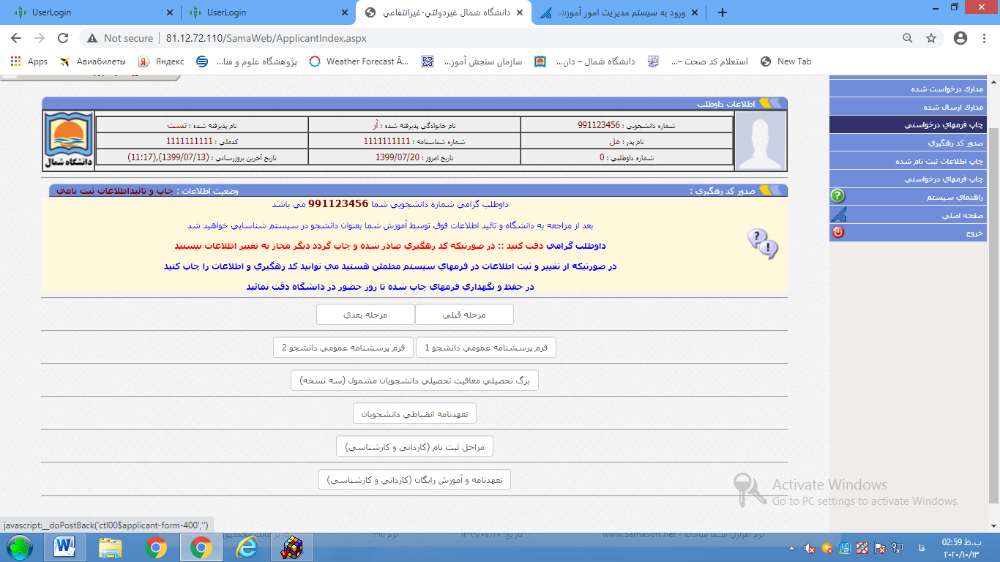 UserLogin
UserLogin
دانشگاه شمال غيردولتي-غيرانتفاعي
ورود به سیستم مدیریت امور آموزش
Not secure | 81.12.72.110/SamaWeb/ApplicantIndex.aspx
Apps
Авиабилеты
Яндекс
پژوهشگاه علوم و فنا...
Weather Forecast Ã...
سازمان سنجش آموز...
دانشگاه شمال – دان...
استعلام کد صحت –...
New Tab
مدارك درخواست شده
مدارك ارسال شده
چاپ فرمهاي درخواستي
صدور كد رهگيري
چاپ اطلاعات ثبت نام شده
چاپ فرمهاي درخواستي
راهنماي سيستم
صفحه اصلي
خروج
اطلاعات داوطلب
شماره دانشجويي : 991123456
نام خانوادگي پذيرفته شده : آز
نام پذيرفته شده : تست
نام پدر : مل
شماره شناسنامه : 1111111111
كدملي : 1111111111
شماره داوطلبي : 0
تاريخ امروز : 1399/07/20
تاريخ آخرين بروزرساني : (1399/07/13),(11:17)
دانشگاه شمال
صدور كد رهگيري :
وضعيت اطلاعات : چاپ و تائيداطلاعات ثبت نامي
داوطلب گرامي شماره دانشجويي شما 991123456 مي باشد
بعد از مراجعه به دانشگاه و تائيد اطلاعات فوق توسط آموزش شما بعنوان دانشجو در سيستم شناسايي خواهيد شد
داوطلب گرامي دقت كنيد :: در صورتيكه كد رهگيري صادر شده و چاپ گردد ديگر مجاز به تغيير اطلاعات نيستيد
در صورتيكه از تغيير و ثبت اطلاعات در فرمهاي سيستم مطمئن هستيد مي توانيد كد رهگيري و اطلاعات را چاپ كنيد
در حفظ و نگهداري فرمهاي چاپ شده تا روز حضور در دانشگاه دقت نمائيد
مرحله قبلي
مرحله بعدي
فرم پرسشنامه عمومي دانشجو 1
فرم پرسشنامه عمومي دانشجو 2
برگ تحصيلي معافيت تحصيلي دانشجويان مشمول (سه نسخه)
تعهدنامه انضباطي دانشجويان
مراحل ثبت نام (كارداني و كارشناسي)
تعهدنامه و آموزش رايگان (كارداني و كارشناسي)
Activate Windows
Go to PC settings to activate Windows.
javascript:__doPostBack('ctl00$applicant-form-400','')
نرم افزاري شما سامانه - www.SamaSoft.net
فا
02:59 ب.ظ
۲۰۲۰/۱۰/۱۳